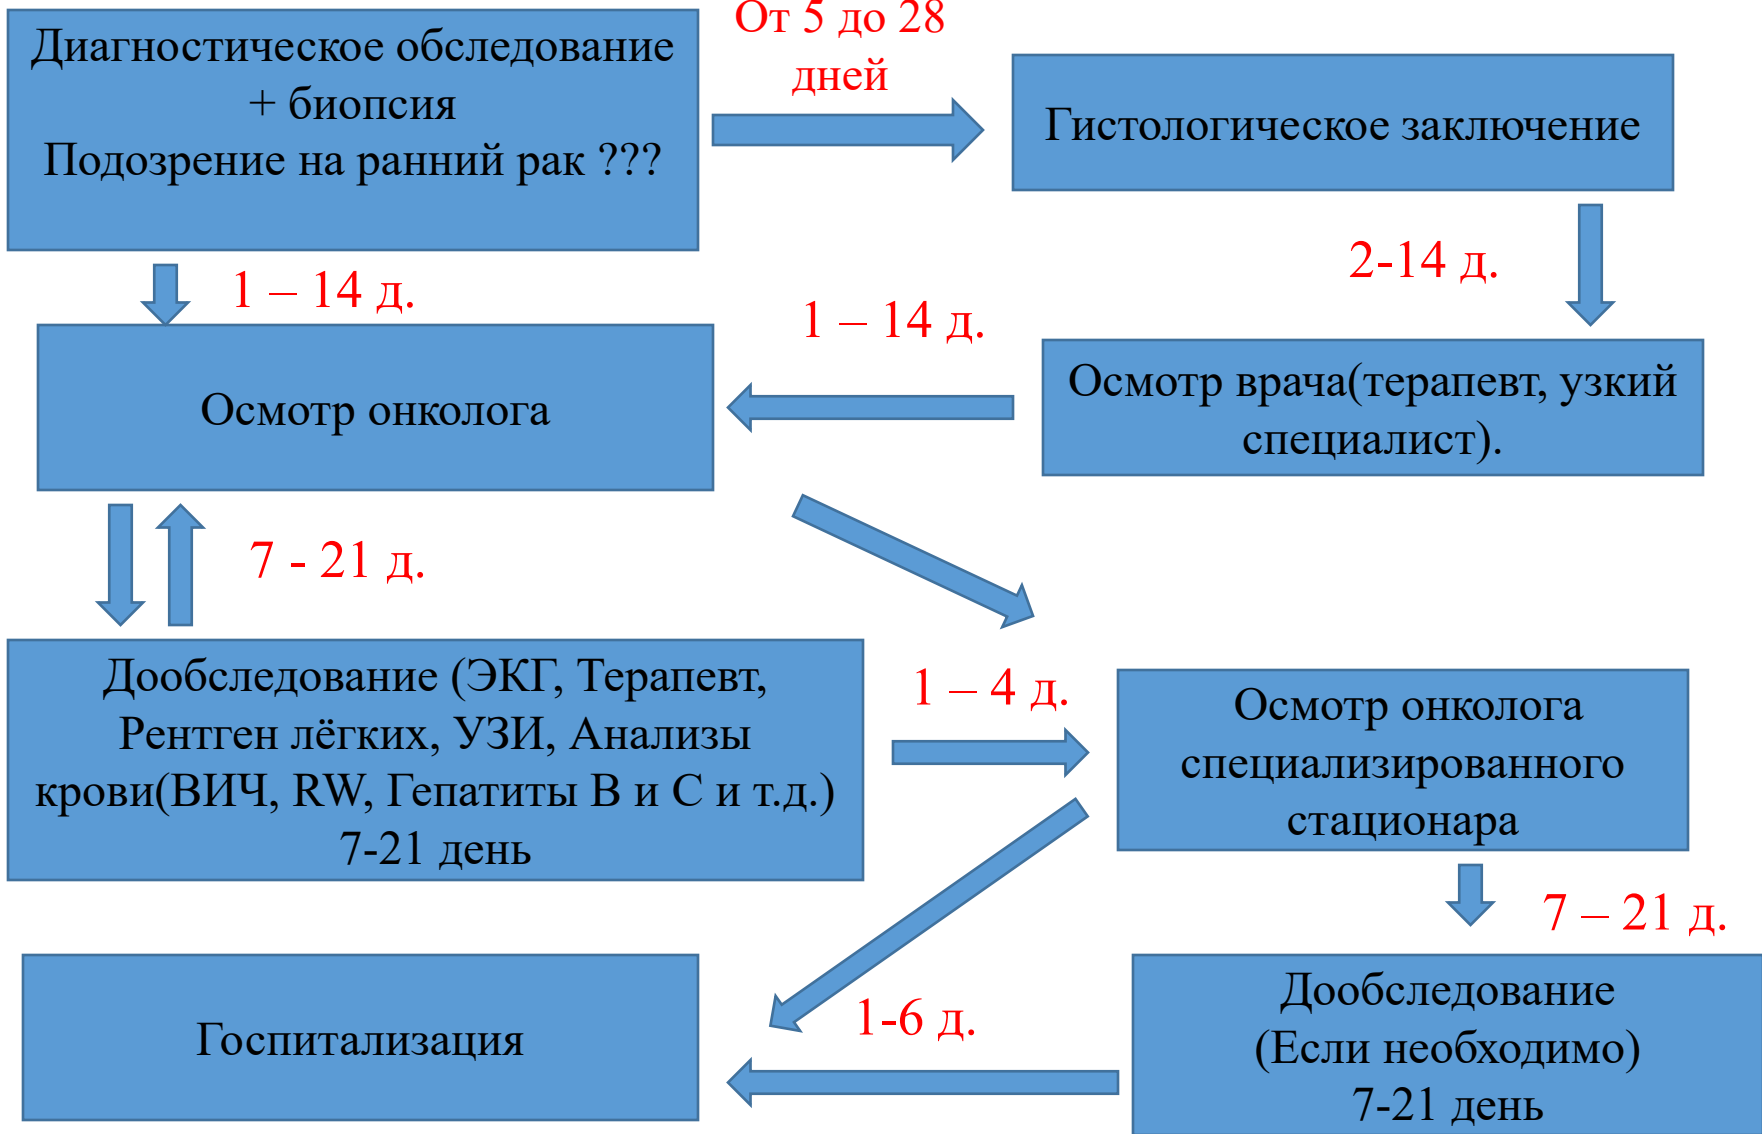 Диагностическое обследование
+ биопсия
Подозрение на ранний рак ???
От 5 до 28
дней
Гистологическое заключение
1 – 14 д.
2-14 д.
1 – 14 д.
Осмотр онколога
Осмотр врача(терапевт, узкий
специалист).
7 - 21 д.
Дообследование (ЭКГ, Терапевт,
Рентген лёгких, УЗИ, Анализы
крови(ВИЧ, RW, Гепатиты В и С и т.д.)
7-21 день
1 – 4 д.
Осмотр онколога
специализированного
стационара
7 – 21 д.
Госпитализация
1-6 д.
Дообследование
(Если необходимо)
7-21 день